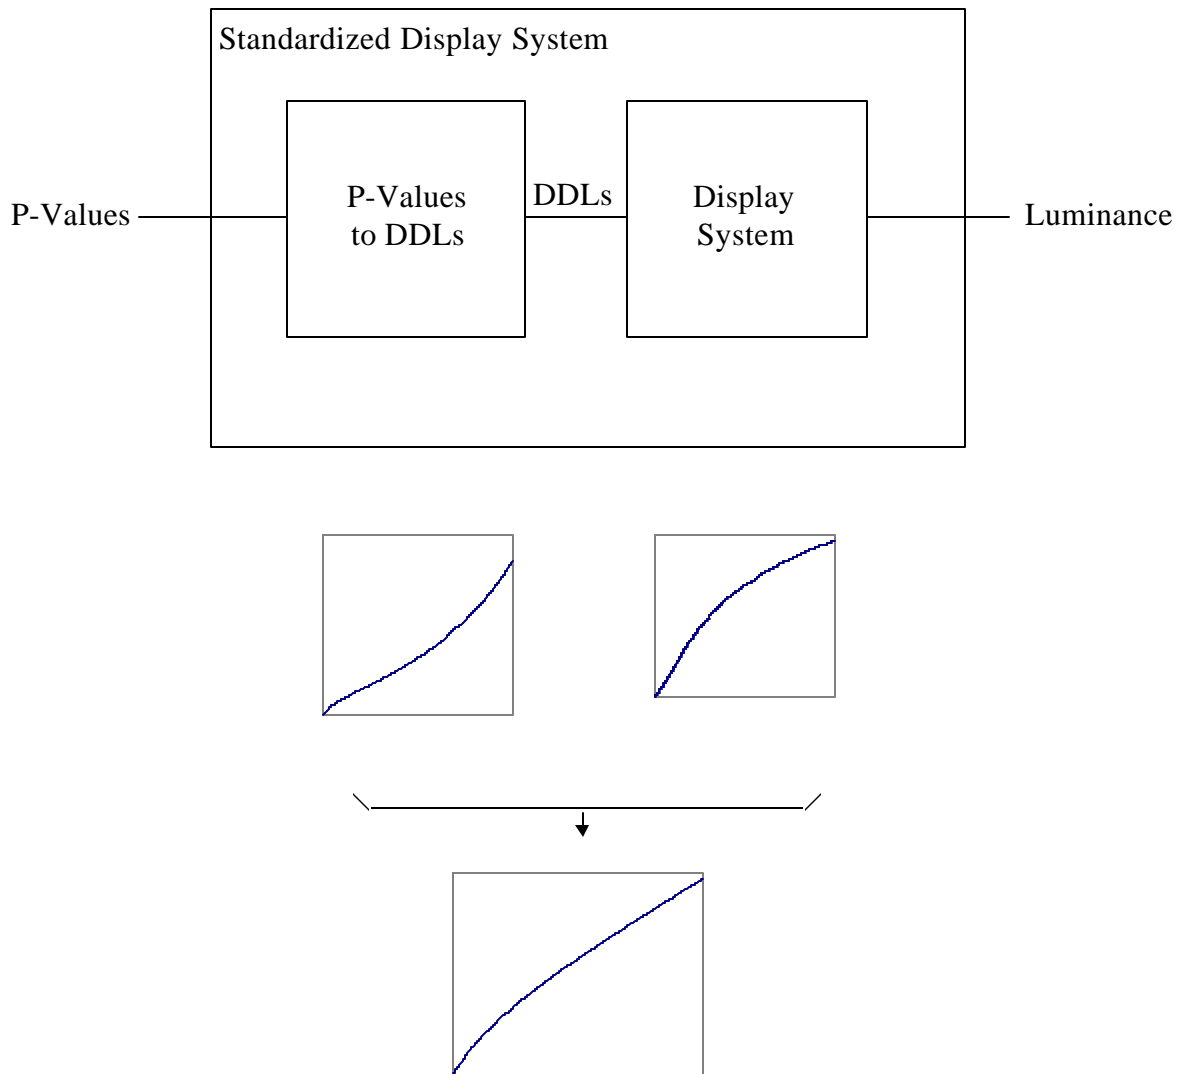 Standardized Display System
P-Values
P-Values
to DDLs
DDLs
Display
System
Luminance